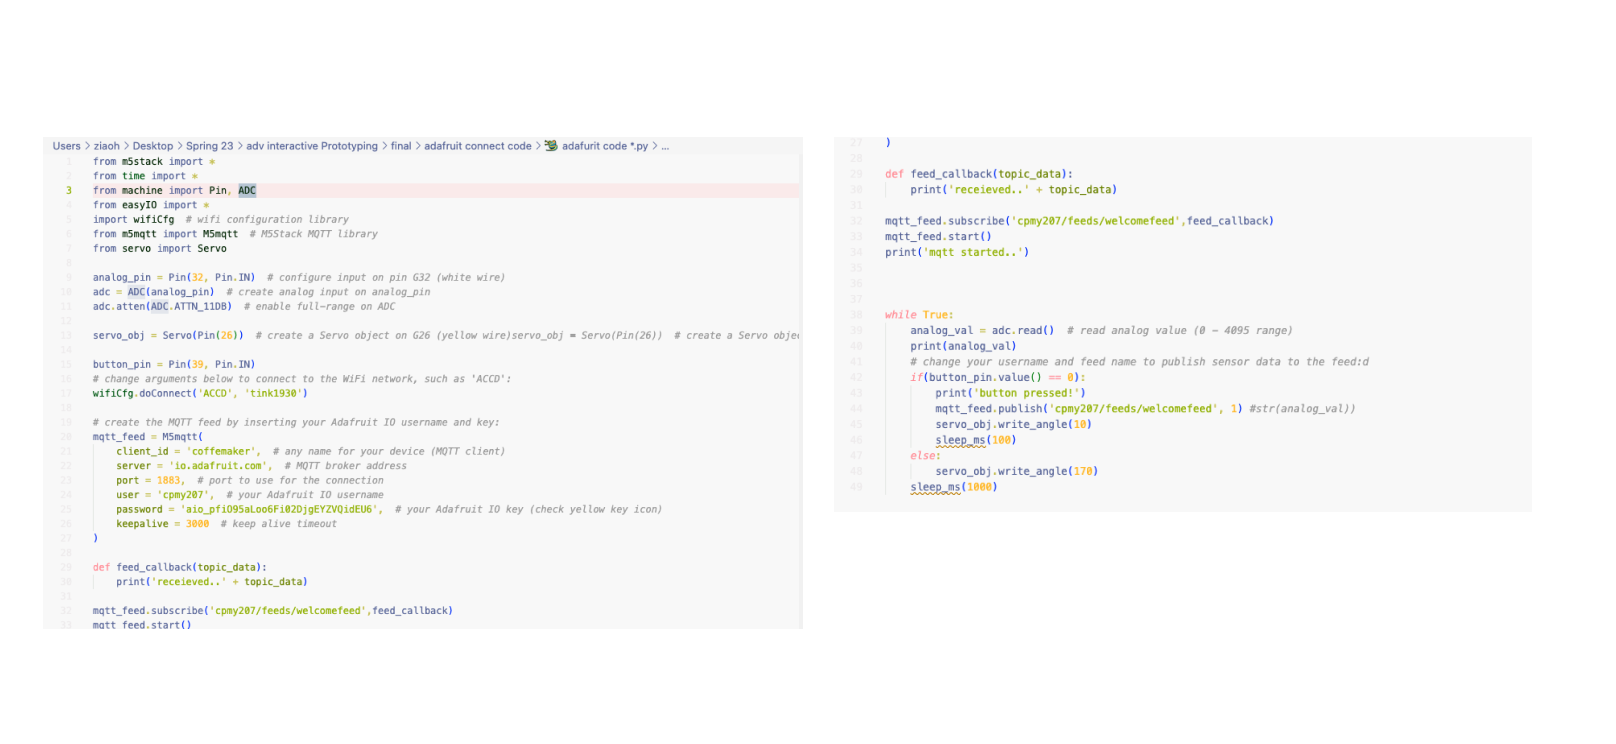 Users > ziaoh > Desktop > Spring 23 > adv interactive Prototyping > final > adafruit connect code > adafurit code *.py > ...
1 from m5stack import *
2 from time import *
3 from machine import Pin, ADC
4 from easyIO import *
5 import wifiCfg # wifi configuration library
6 from m5mqtt import M5mqtt # M5Stack MQTT library
7 from servo import Servo
8
9 analog_pin = Pin(32, Pin.IN) # configure input on pin G32 (white wire)
10 adc = ADC(analog_pin) # create analog input on analog_pin
11 adc.atten(ADC.ATTN_11DB) # enable full-range on ADC
12
13 servo_obj = Servo(Pin(26)) # create a Servo object on G26 (yellow wire)servo_obj = Servo(Pin(26)) # create a Servo obje
14
15 button_pin = Pin(39, Pin.IN)
16 # change arguments below to connect to the WiFi network, such as 'ACCD':
17 wifiCfg.doConnect('ACCD', 'tink1930')
18
19 # create the MQTT feed by inserting your Adafruit IO username and key:
20 mqtt_feed = M5mqtt(
21 client_id = 'coffemaker', # any name for your device (MQTT client)
22 server = 'io.adafruit.com', # MQTT broker address
23 port = 1883, # port to use for the connection
24 user = 'cpmy207', # your Adafruit IO username
25 password = 'aio_pfiO95aLoo6Fi02DjgEYZVQidEU6', # your Adafruit IO key (check yellow key icon)
26 keepalive = 3000 # keep alive timeout
27 )
28
29 def feed_callback(topic_data):
30 print('receieved..' + topic_data)
31
32 mqtt_feed.subscribe('cpmy207/feeds/welcomefeed',feed_callback)
33 mqtt_feed.start()
27 )
28
29 def feed_callback(topic_data):
30 print('receieved..' + topic_data)
31
32 mqtt_feed.subscribe('cpmy207/feeds/welcomefeed',feed_callback)
33 mqtt_feed.start()
34 print('mqtt started..')
35
36
37
38 while True:
39 analog_val = adc.read() # read analog value (0 - 4095 range)
40 print(analog_val)
41 # change your username and feed name to publish sensor data to the feed:d
42 if(button_pin.value() == 0):
43 print('button pressed!')
44 mqtt_feed.publish('cpmy207/feeds/welcomefeed', 1) #str(analog_val))
45 servo_obj.write_angle(10)
46 sleep_ms(100)
47 else:
48 servo_obj.write_angle(170)
49 sleep_ms(1000)